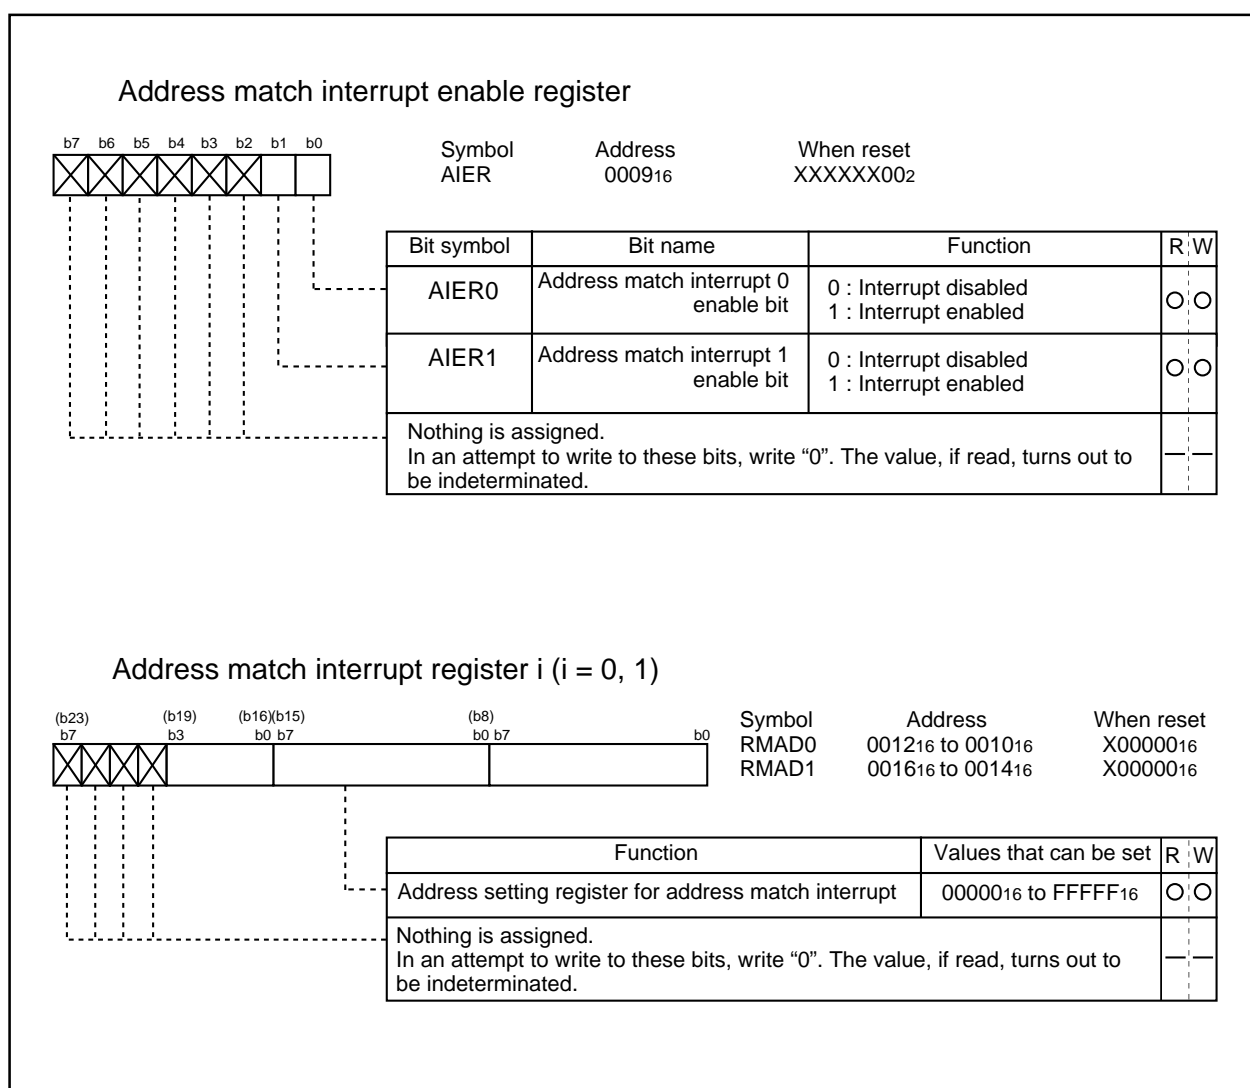 Address match interrupt enable register
b7 b6 b5 b4 b3 b2 b1 b0
Symbol Address When reset
AIER 000916 XXXXXX002
Bit symbol Bit name Function R W
AIER0 Address match interrupt 0 enable bit 0 : Interrupt disabled
1 : Interrupt enabled
AIER1 Address match interrupt 1 enable bit 0 : Interrupt disabled
1 : Interrupt enabled
Nothing is assigned.
In an attempt to write to these bits, write “0”. The value, if read, turns out to
be indeterminated.
Address match interrupt register i (i = 0, 1)
(b23) (b19) (b16)(b15) (b8)
b7 b3 b0 b7 b0 b7 b0
Symbol Address When reset
RMAD0 001216 to 001016 X0000016
RMAD1 001616 to 001416 X0000016
Function Values that can be set R W
Address setting register for address match interrupt 0000016 to FFFFF16
Nothing is assigned.
In an attempt to write to these bits, write “0”. The value, if read, turns out to
be indeterminated.